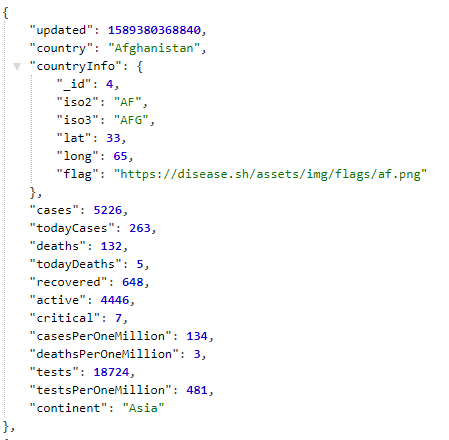 {
"updated": 1589380368840,
"country": "Afghanistan",
"countryInfo": {
"_id": 4,
"iso2": "AF",
"iso3": "AFG",
"lat": 33,
"long": 65,
"flag": "https://disease.sh/assets/img/flags/af.png"
},
"cases": 5226,
"todayCases": 263,
"deaths": 132,
"todayDeaths": 5,
"recovered": 648,
"active": 4446,
"critical": 7,
"casesPerOneMillion": 134,
"deathsPerOneMillion": 3,
"tests": 18724,
"testsPerOneMillion": 481,
"continent": "Asia"
},